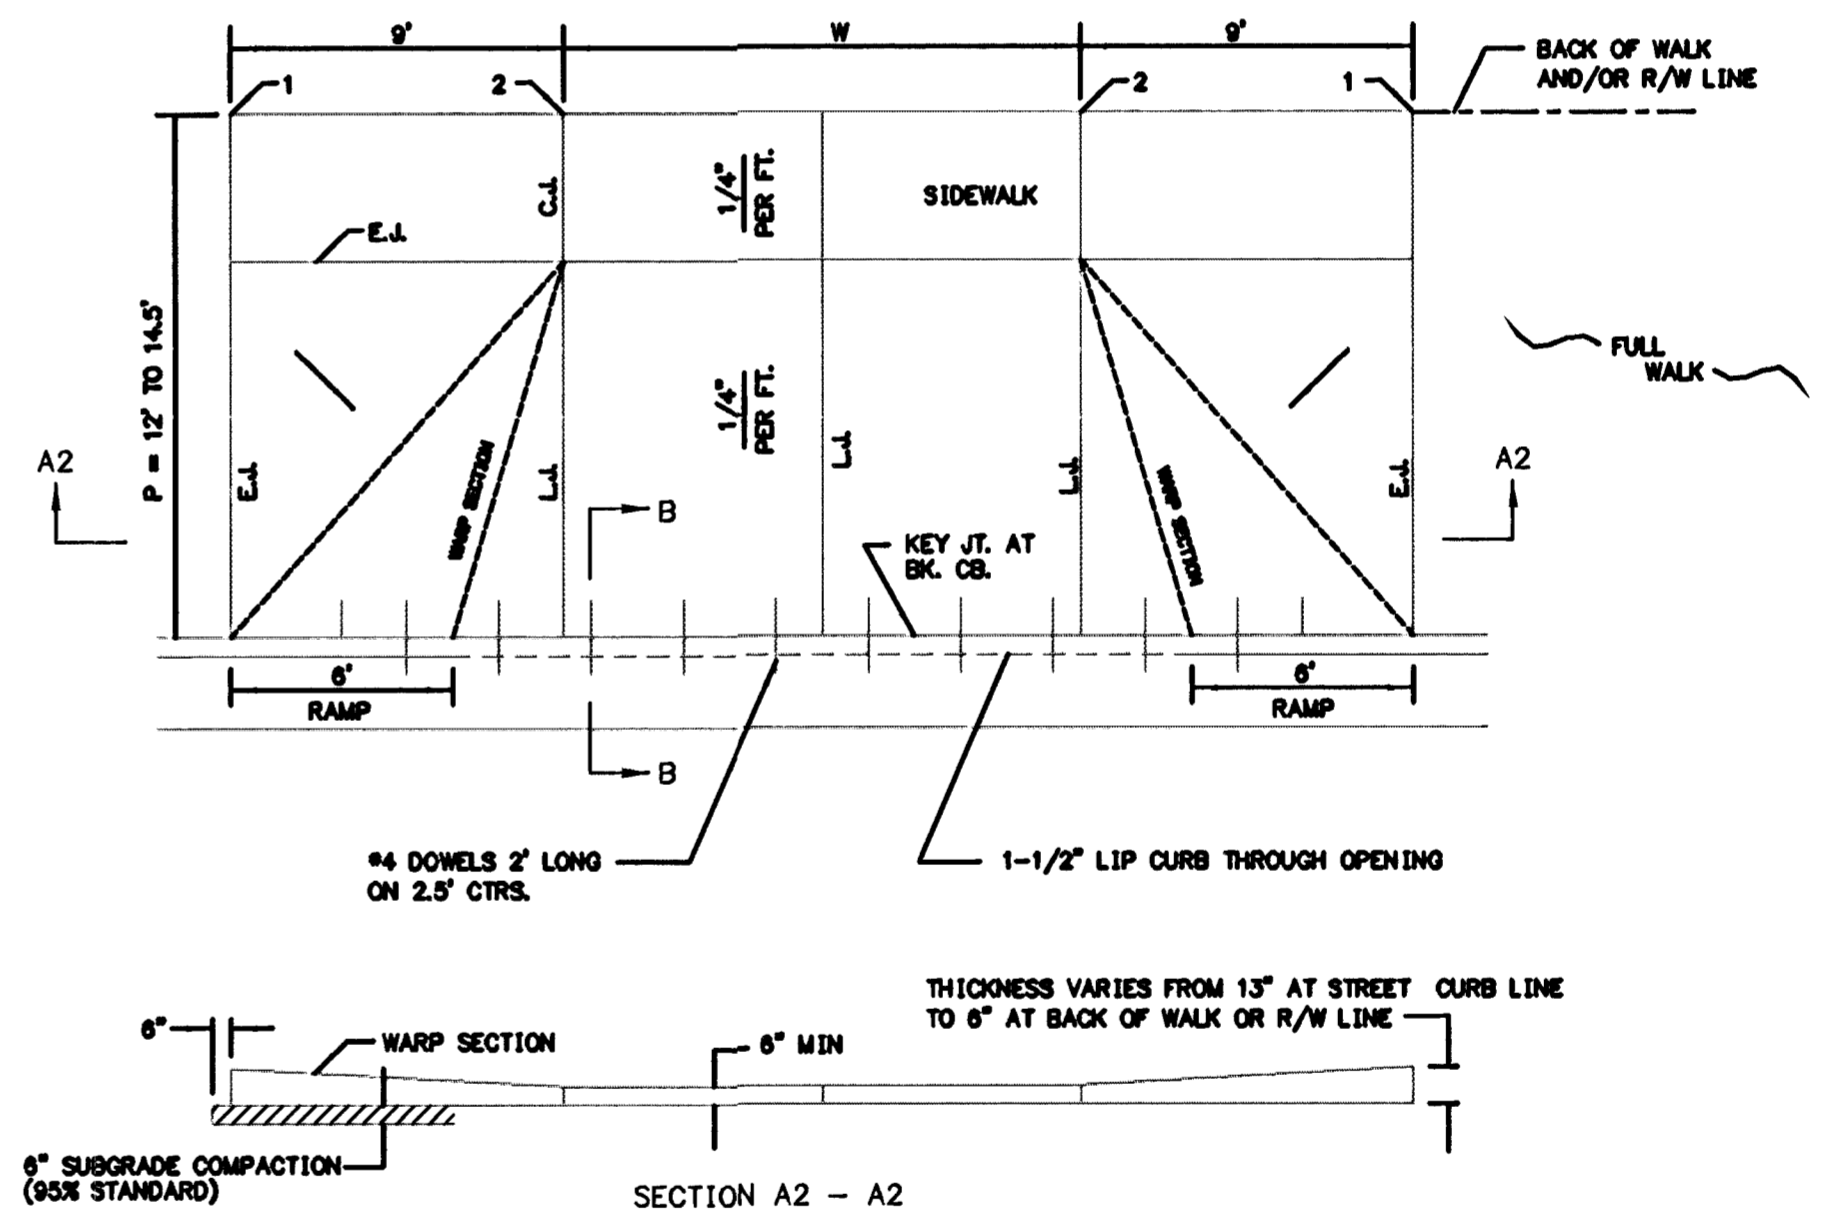 9'
W
9'
BACK OF WALK
AND/OR R/W LINE
1
2
2
1
C.J.
1/4"
PER FT.
SIDEWALK
E.J.
P = 12' TO 14.5'
FULL
WALK
1/4"
PER FT.
A2
E.J.
WARP SECTION
L.J.
L.J.
L.J.
WARP SECTION
E.J.
A2
B
KEY JT. AT
BK. CB.
6'
RAMP
6'
RAMP
B
#4 DOWELS 2' LONG
ON 2.5' CTRS.
1-1/2" LIP CURB THROUGH OPENING
THICKNESS VARIES FROM 13" AT STREET CURB LINE
TO 6" AT BACK OF WALK OR R/W LINE
6"
WARP SECTION
6" MIN
6" SUBGRADE COMPACTION
(95% STANDARD)
SECTION A2 - A2